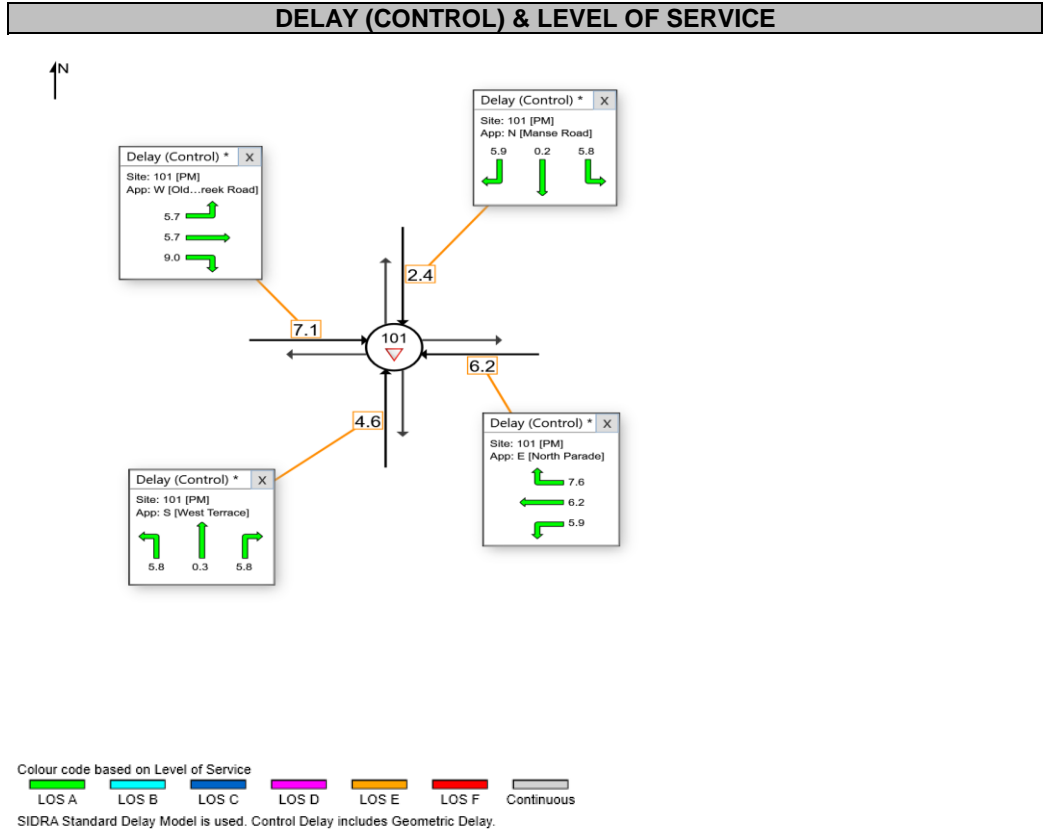 DELAY (CONTROL) & LEVEL OF SERVICE
N
Delay (Control) * X
Site: 101 [PM]
App: N [Manse Road]
5.9 0.2 5.8
Delay (Control) * X
Site: 101 [PM]
App: W [Old...reek Road]
5.7
5.7
9.0
2.4
7.1
101
6.2
4.6
Delay (Control) * X
Site: 101 [PM]
App: E [North Parade]
7.6
6.2
5.9
Delay (Control) * X
Site: 101 [PM]
App: S [West Terrace]
5.8 0.3 5.8
Colour code based on Level of Service
LOS A LOS B LOS C LOS D LOS E LOS F Continuous
SIDRA Standard Delay Model is used. Control Delay includes Geometric Delay.